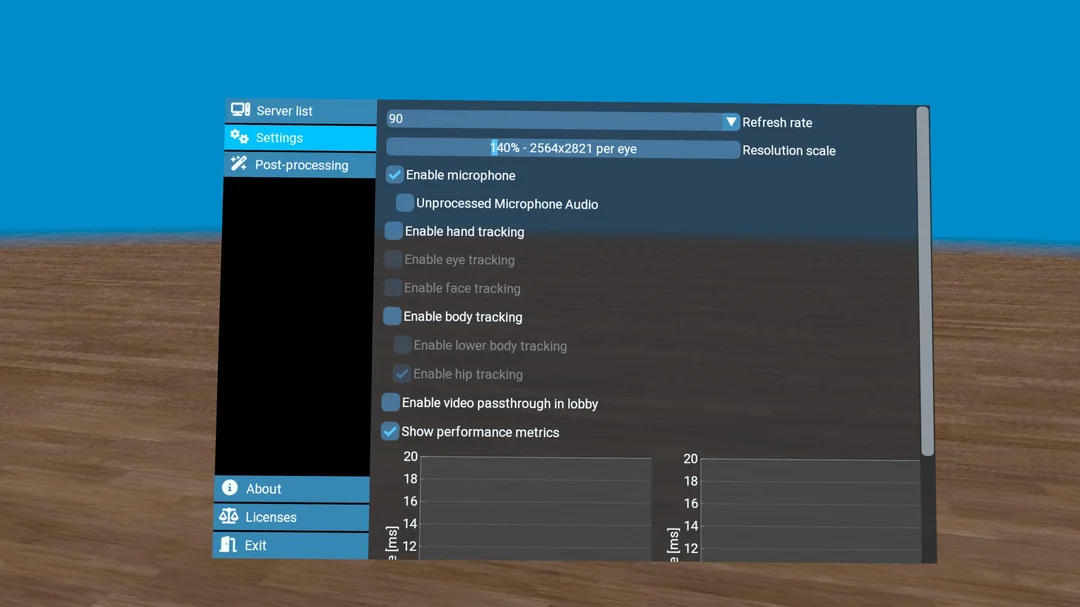 Server list
Settings
Post-processing
About
Licenses
Exit
90
Refresh rate
140% - 2564x2821 per eye
Resolution scale
Enable microphone
Unprocessed Microphone Audio
Enable hand tracking
Enable eye tracking
Enable face tracking
Enable body tracking
Enable lower body tracking
Enable hip tracking
Enable video passthrough in lobby
Show performance metrics
20
18
16
14
12
[ms]
20
18
16
14
12
[ms]